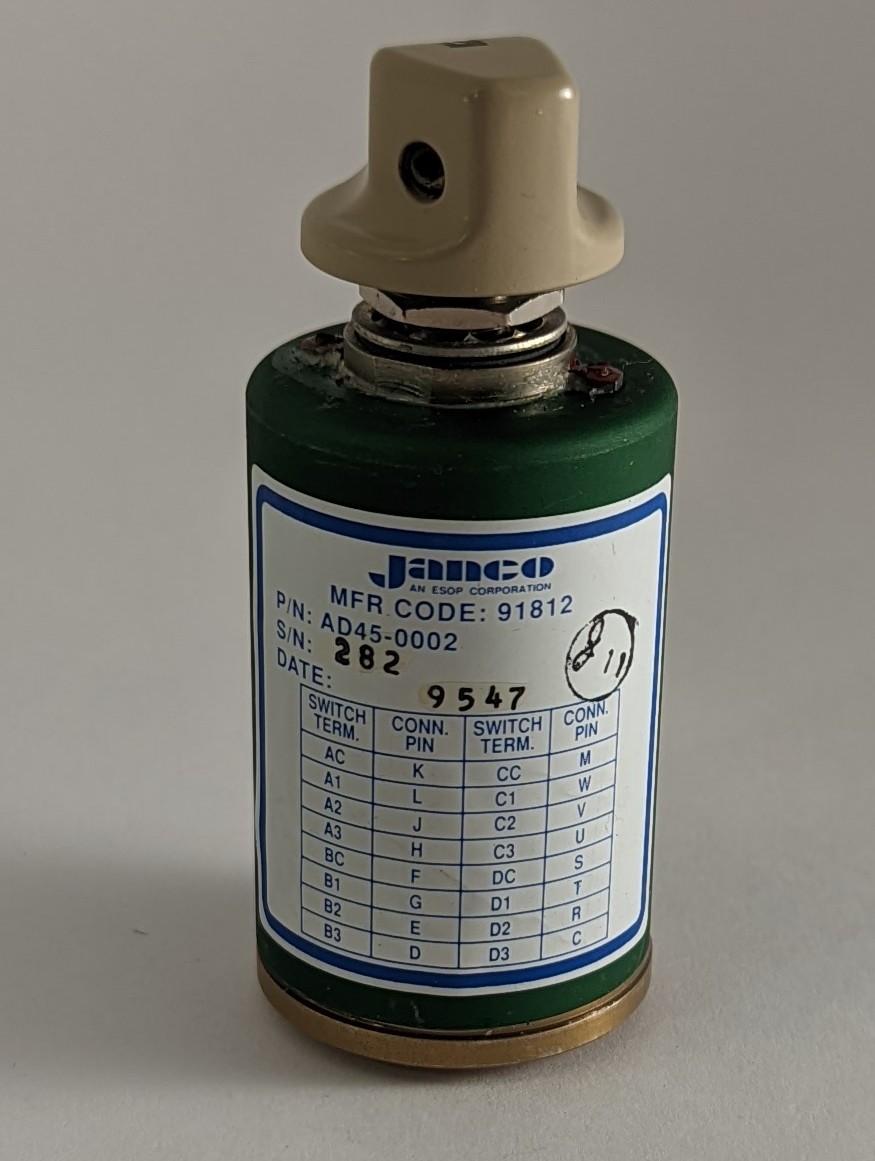 Janco
AN ESOP CORPORATION
MFR CODE: 91812
P/N: AD45-0002
S/N: 282
DATE: 9547
SWITCH TERM. CONN. PIN SWITCH TERM. CONN. PIN
AC K CC M
A1 L C1 W
A2 J C2 V
A3 H C3 U
BC F DC S
B1 G D1 T
B2 E D2 R
B3 D D3 C